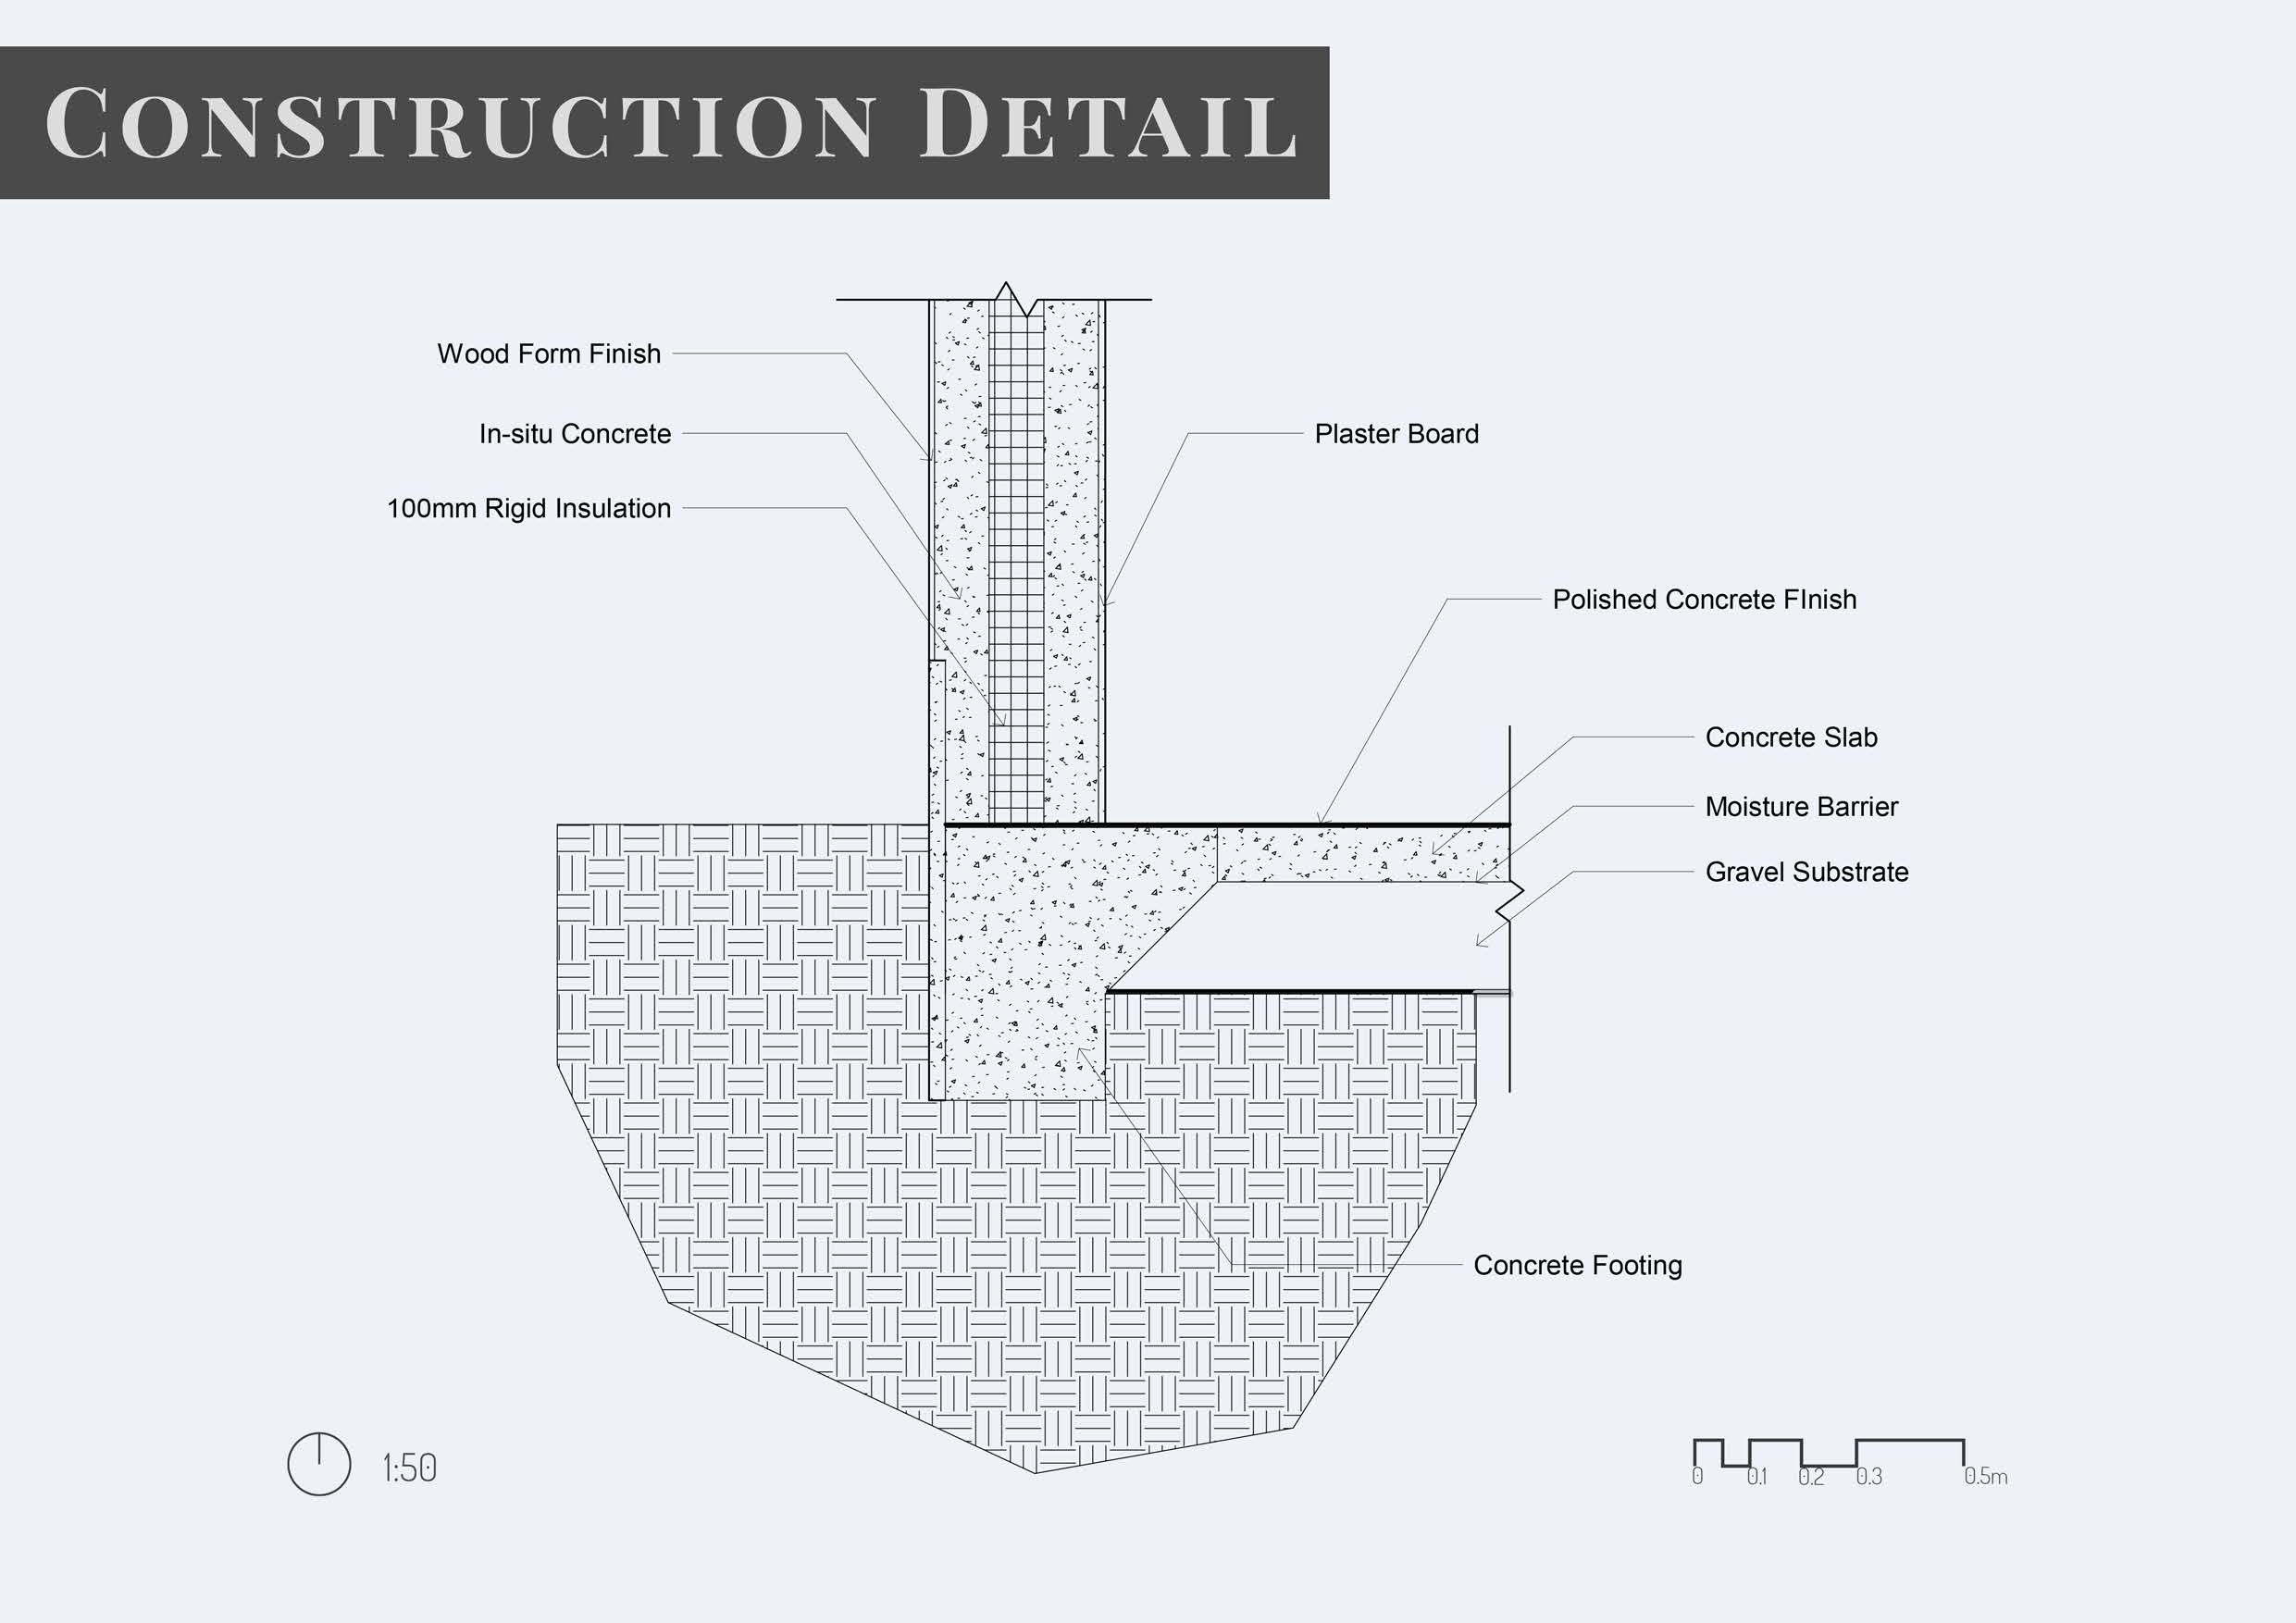 CONSTRUCTION DETAIL
Wood Form Finish
In-situ Concrete
Plaster Board
100mm Rigid Insulation
Polished Concrete FInish
Concrete Slab
Moisture Barrier
Gravel Substrate
Concrete Footing
1:50
0 0.1 0.2 0.3 0.5m